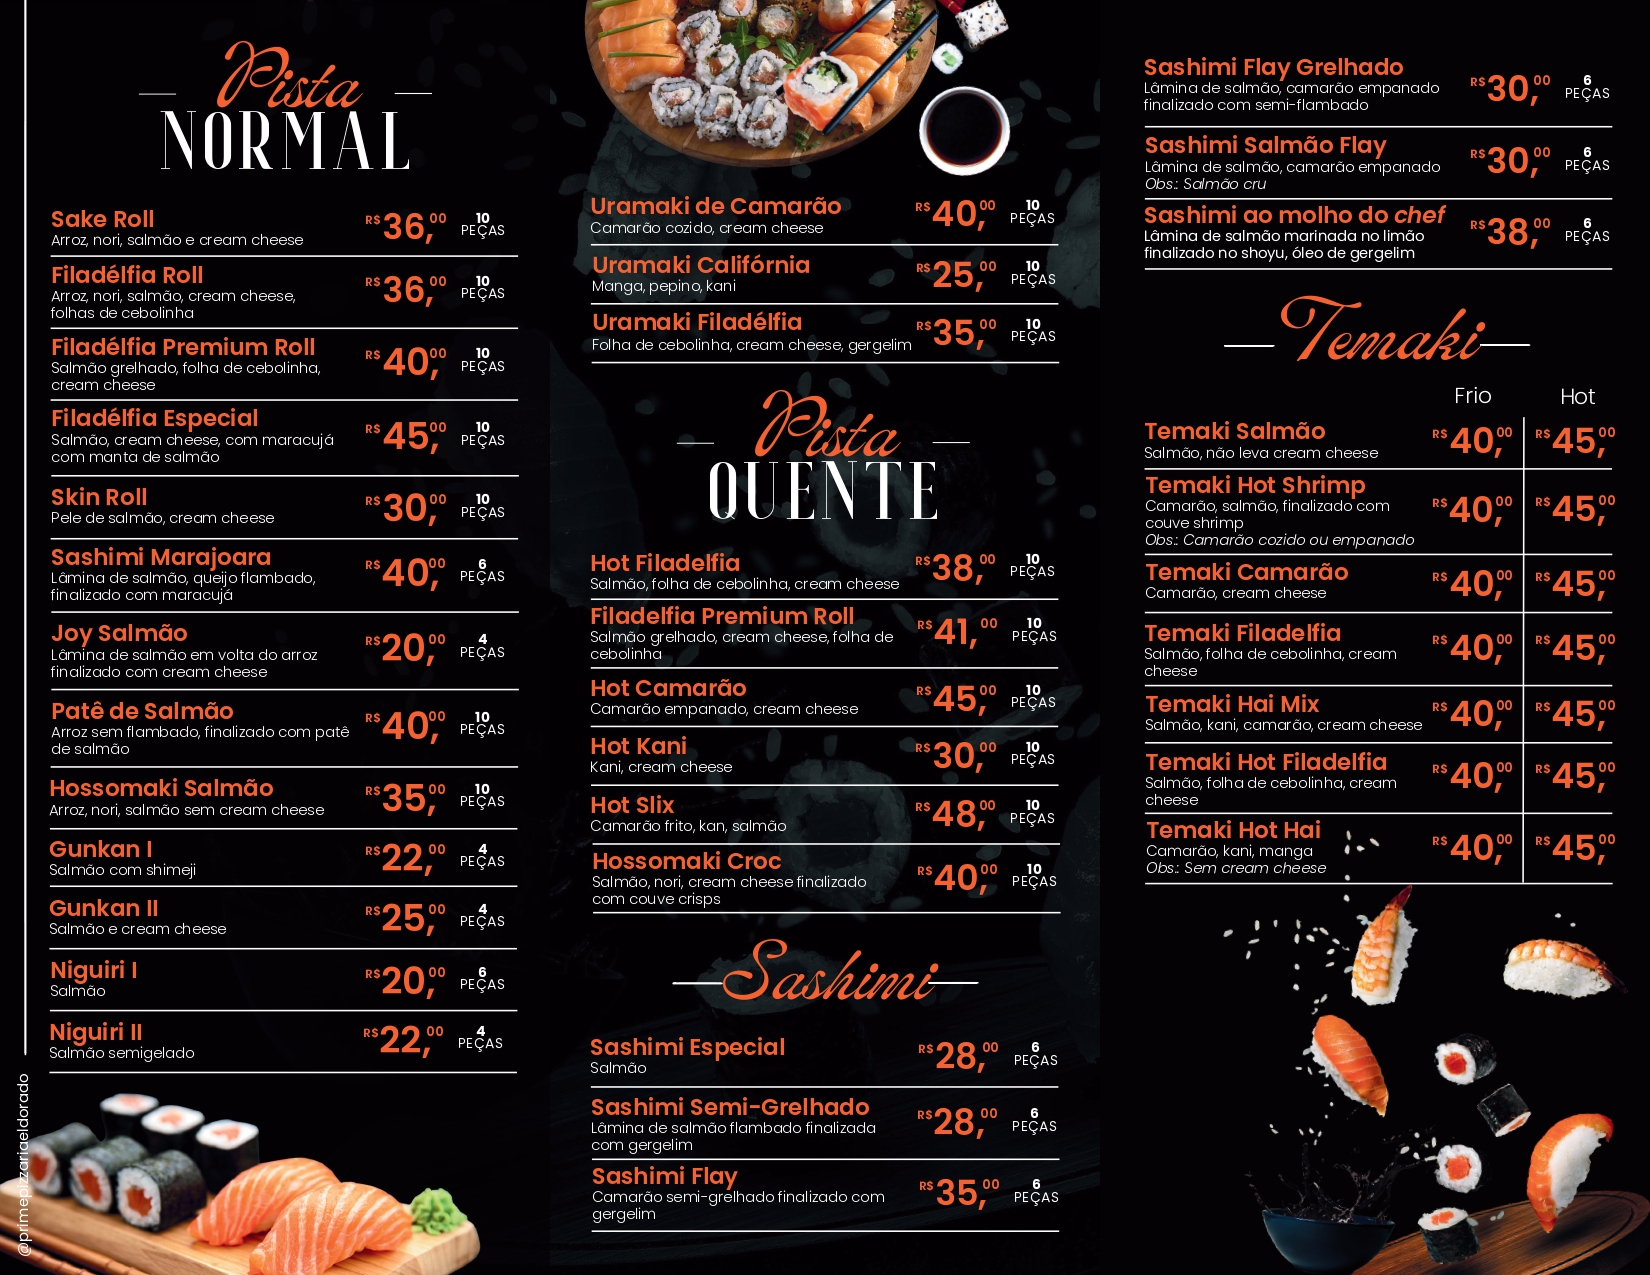 Pista
NORMAL
Sake Roll
Arroz, nori, salmão e cream cheese
R$36,00
10
PEÇAS
Filadélfia Roll
Arroz, nori, salmão, cream cheese,
folhas de cebolinha
R$36,00
10
PEÇAS
Filadélfia Premium Roll
Salmão grelhado, folha de cebolinha,
cream cheese
R$40,00
10
PEÇAS
Filadélfia Especial
Salmão, cream cheese, com maracujá
com manta de salmão
R$45,00
10
PEÇAS
Skin Roll
Pele de salmão, cream cheese
R$30,00
10
PEÇAS
Sashimi Marajoara
Lâmina de salmão, queijo flambado,
finalizado com maracujá
R$40,00
6
PEÇAS
Joy Salmão
Lâmina de salmão em volta do arroz
finalizado com cream cheese
R$20,00
4
PEÇAS
Patê de Salmão
Arroz sem flambado, finalizado com patê
de salmão
R$40,00
10
PEÇAS
Hossomaki Salmão
Arroz, nori, salmão sem cream cheese
R$35,00
10
PEÇAS
Gunkan I
Salmão com shimeji
R$22,00
4
PEÇAS
Gunkan II
Salmão e cream cheese
R$25,00
4
PEÇAS
Niguiri I
Salmão
R$20,00
6
PEÇAS
Niguiri II
Salmão semigelado
R$22,00
4
PEÇAS
@primepizzariaeldorado
Uramaki de Camarão
Camarão cozido, cream cheese
R$40,00
10
PEÇAS
Uramaki Califórnia
Manga, pepino, kani
R$25,00
10
PEÇAS
Uramaki Filadélfia
Folha de cebolinha, cream cheese, gergelim
R$35,00
10
PEÇAS
Pista
QUENTE
Hot Filadelfia
Salmão, folha de cebolinha, cream cheese
R$38,00
10
PEÇAS
Filadelfia Premium Roll
Salmão grelhado, cream cheese, folha de
cebolinha
R$41,00
10
PEÇAS
Hot Camarão
Camarão empanado, cream cheese
R$45,00
10
PEÇAS
Hot Kani
Kani, cream cheese
R$30,00
10
PEÇAS
Hot Slix
Camarão frito, kan, salmão
R$48,00
10
PEÇAS
Hossomaki Croc
Salmão, nori, cream cheese finalizado
com couve crisps
R$40,00
10
PEÇAS
Sashimi
Sashimi Especial
Salmão
R$28,00
6
PEÇAS
Sashimi Semi-Grelhado
Lâmina de salmão flambado finalizada
com gergelim
R$28,00
6
PEÇAS
Sashimi Flay
Camarão semi-grelhado finalizado com
gergelim
R$35,00
6
PEÇAS
Sashimi Flay Grelhado
Lâmina de salmão, camarão empanado
finalizado com semi-flambado
R$30,00
6
PEÇAS
Sashimi Salmão Flay
Lâmina de salmão, camarão empanado
Obs.: Salmão cru
R$30,00
6
PEÇAS
Sashimi ao molho do chef
Lâmina de salmão marinada no limão
finalizado no shoyu, óleo de gergelim
R$38,00
6
PEÇAS
Temaki
Frio Hot
Temaki Salmão
Salmão, não leva cream cheese
R$40,00 R$45,00
Temaki Hot Shrimp
Camarão, salmão, finalizado com
couve shrimp
Obs.: Camarão cozido ou empanado
R$40,00 R$45,00
Temaki Camarão
Camarão, cream cheese
R$40,00 R$45,00
Temaki Filadelfia
Salmão, folha de cebolinha, cream
cheese
R$40,00 R$45,00
Temaki Hai Mix
Salmão, kani, camarão, cream cheese
R$40,00 R$45,00
Temaki Hot Filadelfia
Salmão, folha de cebolinha, cream
cheese
R$40,00 R$45,00
Temaki Hot Hai
Camarão, kani, manga
Obs.: Sem cream cheese
R$40,00 R$45,00